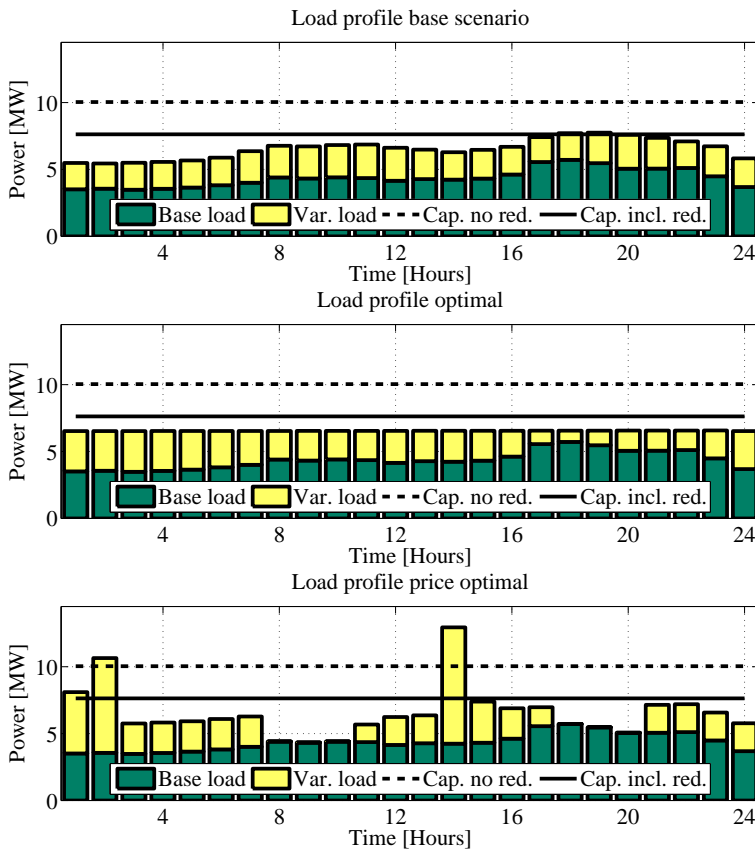 Load profile base scenario
Power [MW]
10
5
0
Base load Var. load Cap. no red. Cap. incl. red.
4 8 12 16 20 24
Time [Hours]
Load profile optimal
Power [MW]
10
5
0
Base load Var. load Cap. no red. Cap. incl. red.
4 8 12 16 20 24
Time [Hours]
Load profile price optimal
Power [MW]
10
5
0
Base load Var. load Cap. no red. Cap. incl. red.
4 8 12 16 20 24
Time [Hours]